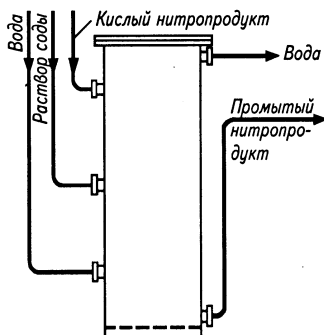 Вода
Раствор соды
Кислый нитропродукт
Вода
Промытый
нитропро-
дукт